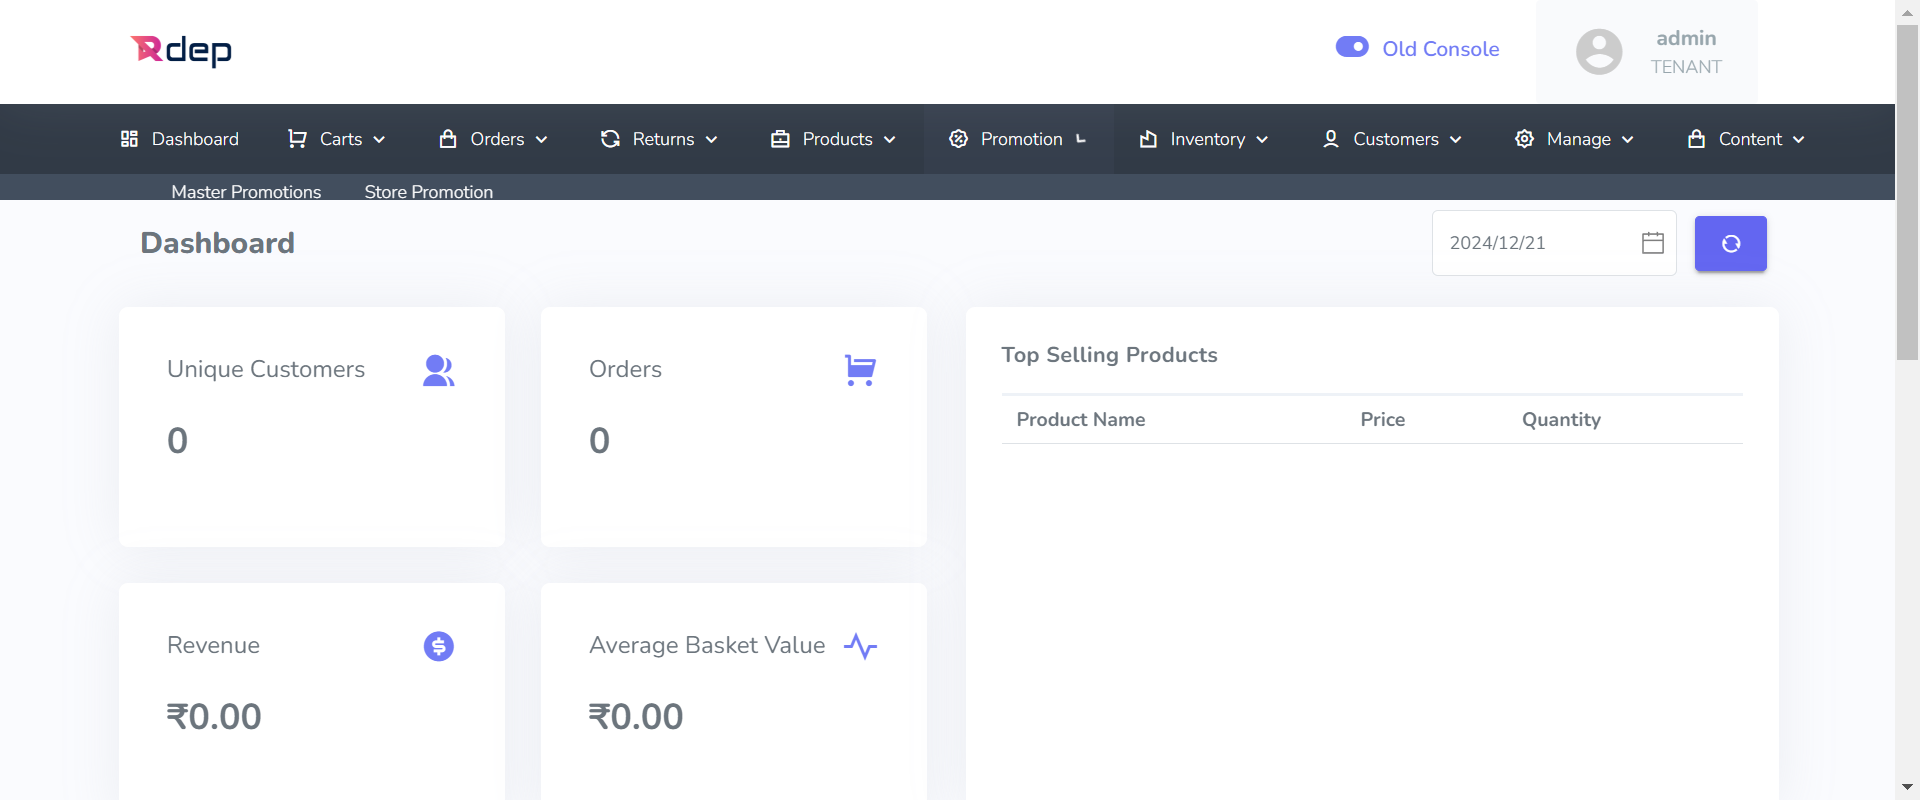 Rdep
Old Console
admin
TENANT
Dashboard Carts Orders Returns Products Promotion Inventory Customers Manage Content
Master Promotions Store Promotion
Dashboard
2024/12/21
Unique Customers
0
Orders
0
Top Selling Products
Product Name Price Quantity
Revenue
₹0.00
Average Basket Value
₹0.00